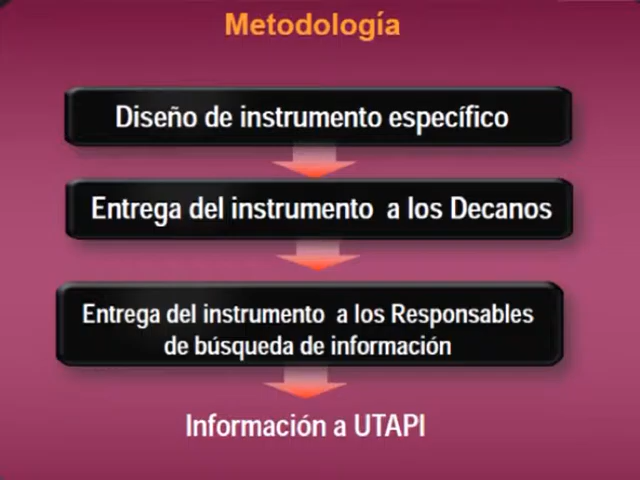 Metodología
Diseño de instrumento específico
Entrega del instrumento a los Decanos
Entrega del instrumento a los Responsables
de búsqueda de información
Información a UTAPI